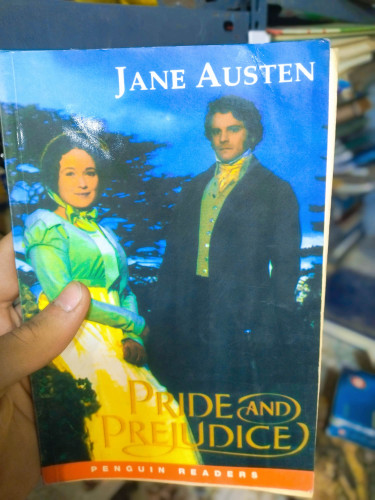 JANE AUSTEN
PRIDE AND
PREJUDICE
PENGUIN READERS